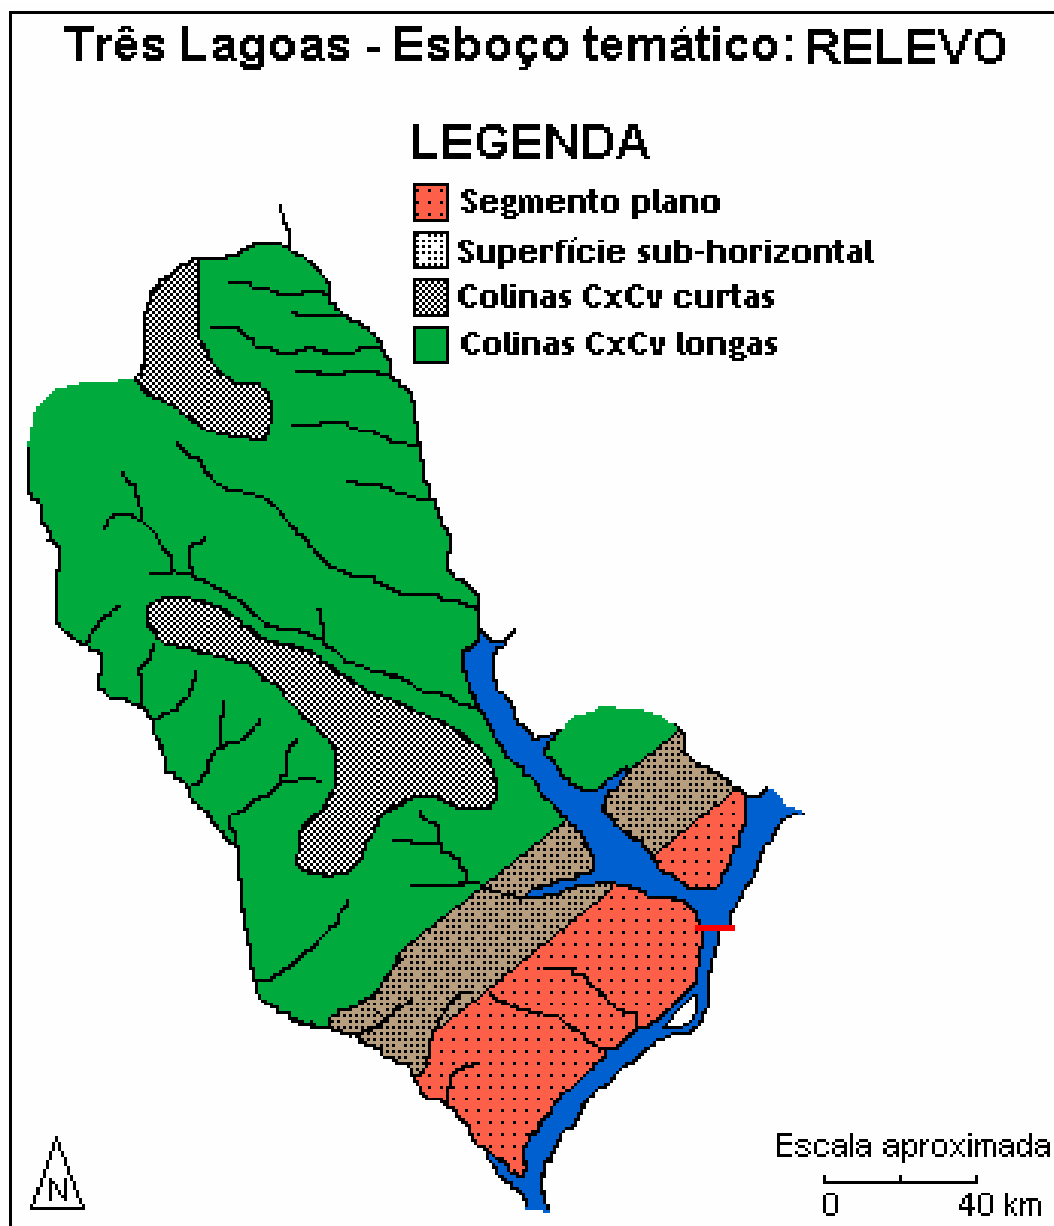 Três Lagoas - Esboço temático: RELEVO
LEGENDA
Segmento plano
Superfície sub-horizontal
Colinas CxCv curtas
Colinas CxCv longas
N
Escala aproximada
0 40 km